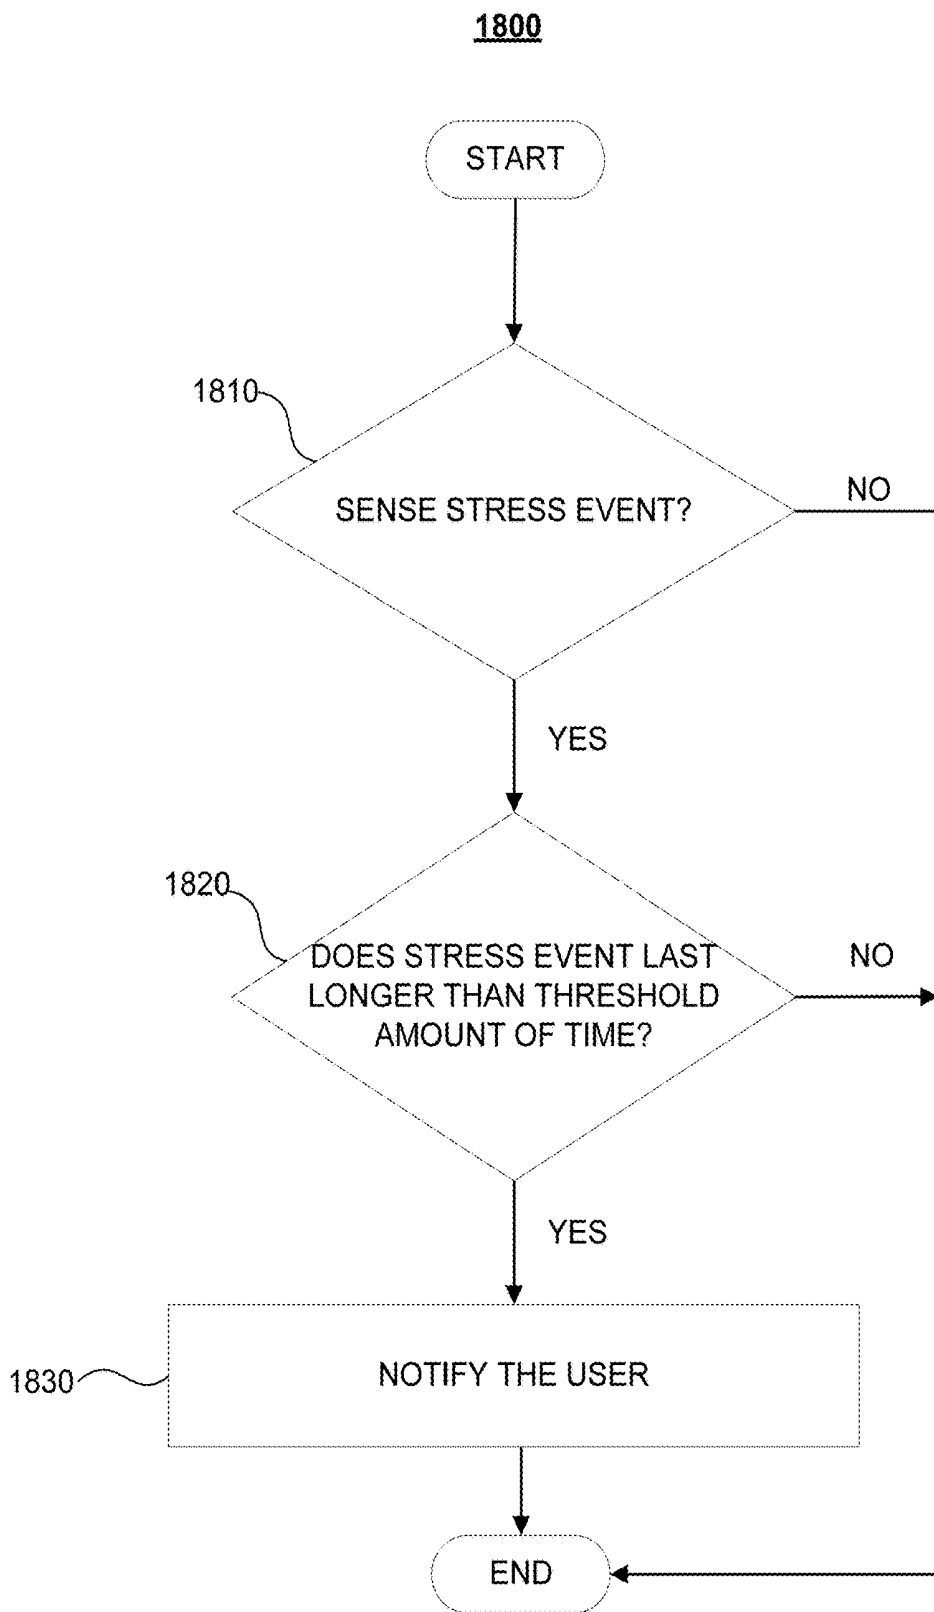 1800
START
1810
SENSE STRESS EVENT?
NO
YES
1820
DOES STRESS EVENT LAST
LONGER THAN THRESHOLD
AMOUNT OF TIME?
NO
YES
1830
NOTIFY THE USER
END